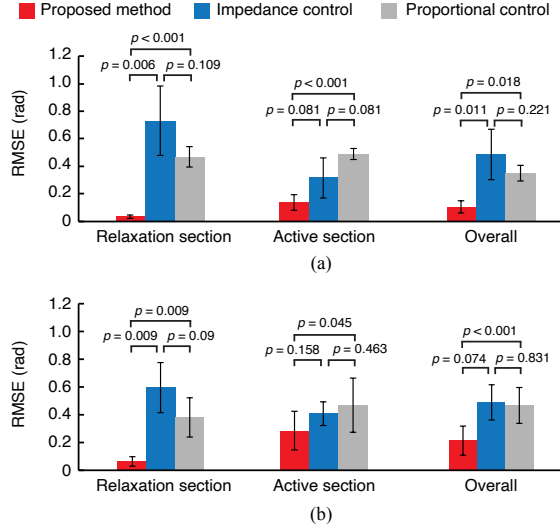 Proposed method Impedance control Proportional control
RMSE (rad)
1.2
1
0.8
0.6
0.4
0.2
0
p < 0.001
p = 0.006 p = 0.109
p < 0.001
p = 0.081 p = 0.081
p = 0.018
p = 0.011 p = 0.221
Relaxation section Active section Overall
(a)
RMSE (rad)
1.2
1
0.8
0.6
0.4
0.2
0
p = 0.009
p = 0.009 p = 0.09
p = 0.045
p = 0.158 p = 0.463
p < 0.001
p = 0.074 p = 0.831
Relaxation section Active section Overall
(b)